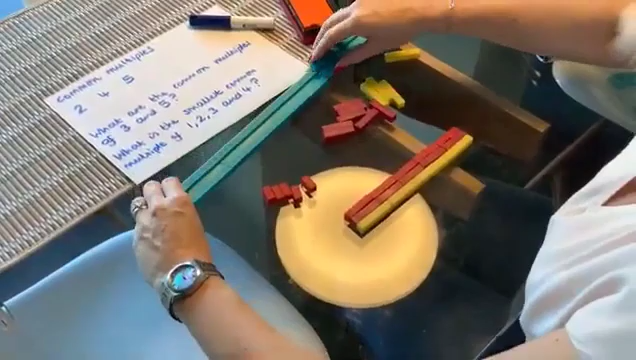 Common multiples
2 4 5
What are the common multiples
of 3 and 5?
What is the smallest common
multiple of 1, 2, 3 and 4?